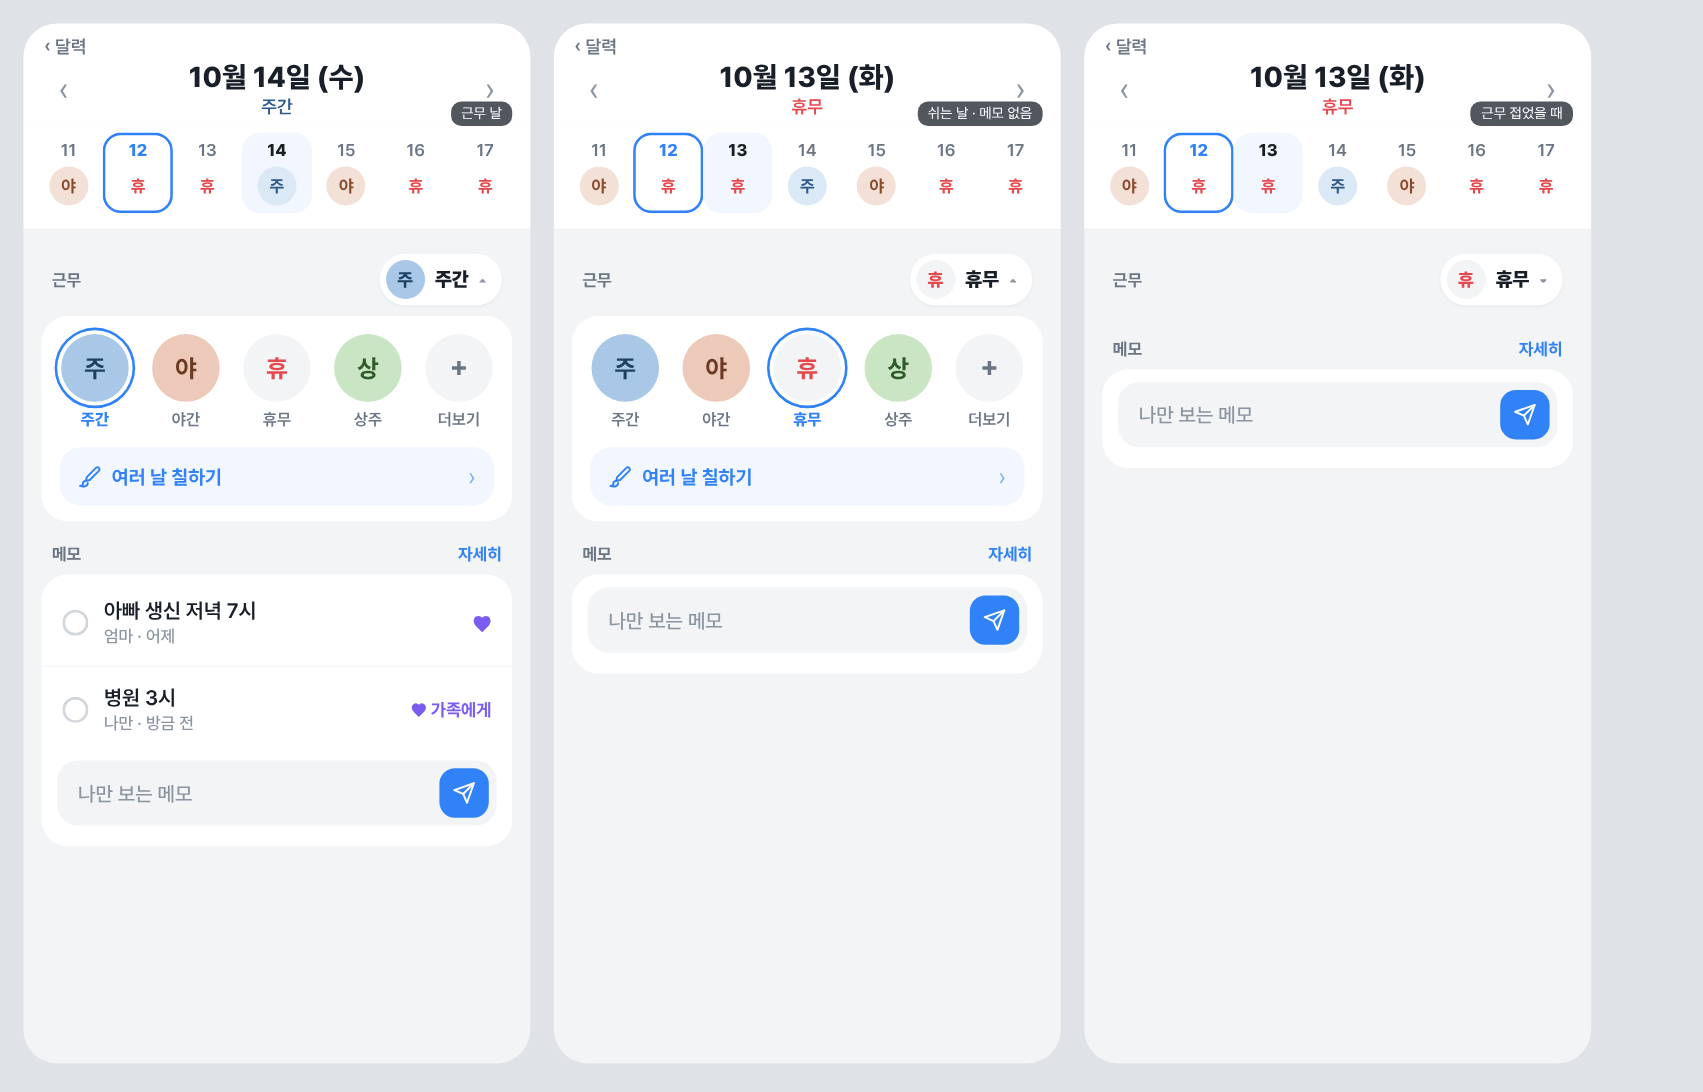 ‹ 달력
‹ 10월 14일 (수) ›
주간
근무 날
11 12 13 14 15 16 17
야 휴 휴 주 야 휴 휴
근무
주 주간
주 야 휴 상 +
주간 야간 휴무 상주 더보기
여러 날 칠하기 ›
메모 자세히
아빠 생신 저녁 7시
엄마 · 어제
병원 3시
나만 · 방금 전
가족에게
나만 보는 메모
‹ 달력
‹ 10월 13일 (화) ›
휴무
쉬는 날 · 메모 없음
11 12 13 14 15 16 17
야 휴 휴 주 야 휴 휴
근무
휴 휴무
주 야 휴 상 +
주간 야간 휴무 상주 더보기
여러 날 칠하기 ›
메모 자세히
나만 보는 메모
‹ 달력
‹ 10월 13일 (화) ›
휴무
근무 접었을 때
11 12 13 14 15 16 17
야 휴 휴 주 야 휴 휴
근무
휴 휴무
메모 자세히
나만 보는 메모